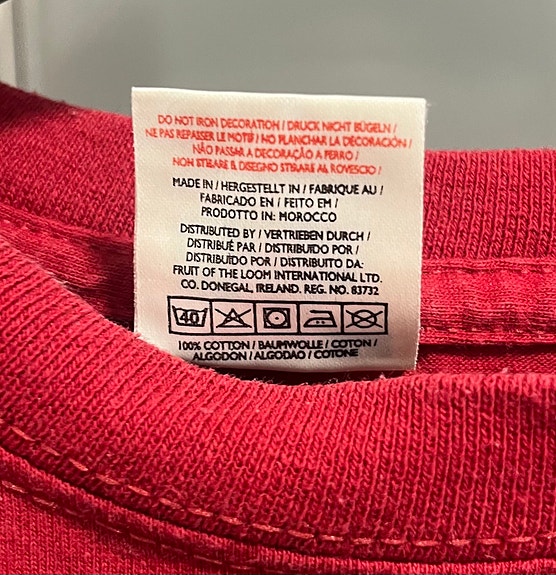 DO NOT IRON DECORATION / DRUCK NICHT BÜGELN /
NE PAS REPASSER LE MOTIF / NO PLANCHAR LA DECORACIÓN /
NÃO PASSAR A DECORAÇÃO A FERRO /
NON STIRARE IL DISEGNO STIRARE AL ROVESCIO /
MADE IN / HERGESTELLT IN / FABRIQUE AU /
FABRICADO EN / FEITO EM /
PRODOTTO IN: MOROCCO
DISTRIBUTED BY / VERTRIEBEN DURCH /
DISTRIBUÉ PAR / DISTRIBUIDO POR /
DISTRIBUÍDO POR / DISTRIBUITO DA:
FRUIT OF THE LOOM INTERNATIONAL LTD.
CO. DONEGAL, IRELAND. REG. NO. 83732
40
100% COTTON / BAUMWOLLE / COTON /
ALGODON / ALGODAO / COTONE